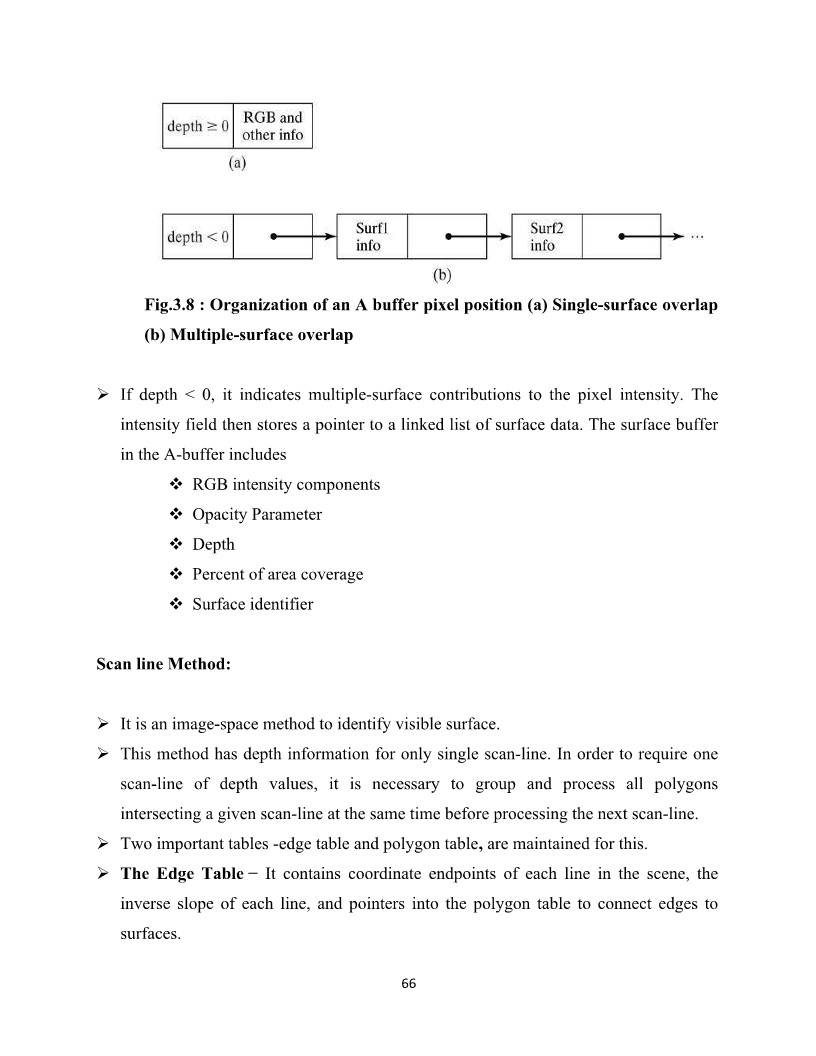 depth ≥ 0 RGB and
other info
(a)
depth < 0 Surf1 Surf2 ...
info info
(b)
Fig.3.8 : Organization of an A buffer pixel position (a) Single-surface overlap
(b) Multiple-surface overlap
➢ If depth < 0, it indicates multiple-surface contributions to the pixel intensity. The
intensity field then stores a pointer to a linked list of surface data. The surface buffer
in the A-buffer includes
❖ RGB intensity components
❖ Opacity Parameter
❖ Depth
❖ Percent of area coverage
❖ Surface identifier
Scan line Method:
➢ It is an image-space method to identify visible surface.
➢ This method has depth information for only single scan-line. In order to require one
scan-line of depth values, it is necessary to group and process all polygons
intersecting a given scan-line at the same time before processing the next scan-line.
➢ Two important tables -edge table and polygon table, are maintained for this.
➢ The Edge Table − It contains coordinate endpoints of each line in the scene, the
inverse slope of each line, and pointers into the polygon table to connect edges to
surfaces.
66